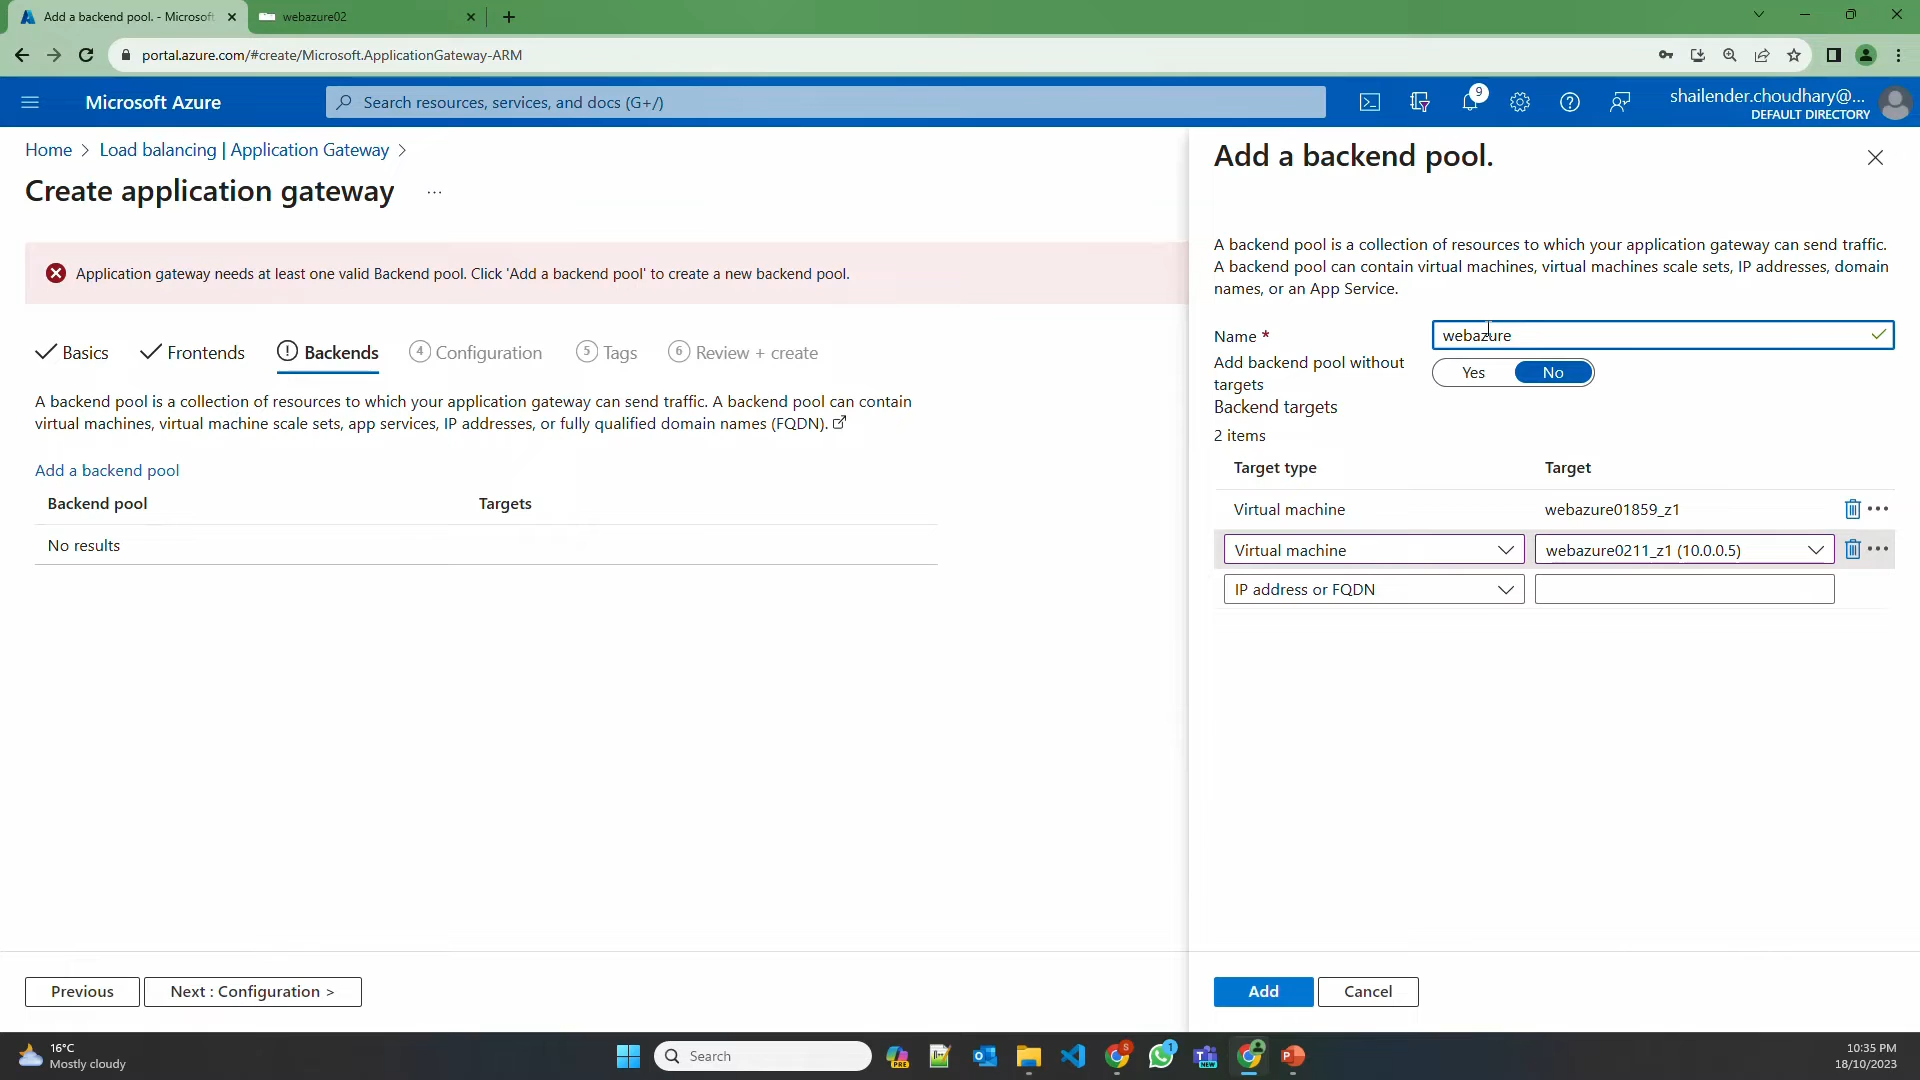 Add a backend pool. - Microsoft
webazure02
portal.azure.com/#create/Microsoft.ApplicationGateway-ARM
Microsoft Azure
Search resources, services, and docs (G+/)
9
shailender.choudhary@...
DEFAULT DIRECTORY
Home > Load balancing | Application Gateway >
Create application gateway ...
Application gateway needs at least one valid Backend pool. Click 'Add a backend pool' to create a new backend pool.
Basics
Frontends
Backends
4 Configuration
5 Tags
6 Review + create
A backend pool is a collection of resources to which your application gateway can send traffic. A backend pool can contain
virtual machines, virtual machine scale sets, app services, IP addresses, or fully qualified domain names (FQDN).
Add a backend pool
Backend pool Targets
No results
Previous
Next : Configuration >
Add a backend pool.
A backend pool is a collection of resources to which your application gateway can send traffic.
A backend pool can contain virtual machines, virtual machines scale sets, IP addresses, domain
names, or an App Service.
Name * webazure
Add backend pool without
targets
Yes No
Backend targets
2 items
Target type Target
Virtual machine webazure01859_z1
Virtual machine webazure0211_z1 (10.0.0.5)
IP address or FQDN
Add
Cancel
16°C
Mostly cloudy
Search
PRE
S
1
NEW
10:35 PM
18/10/2023